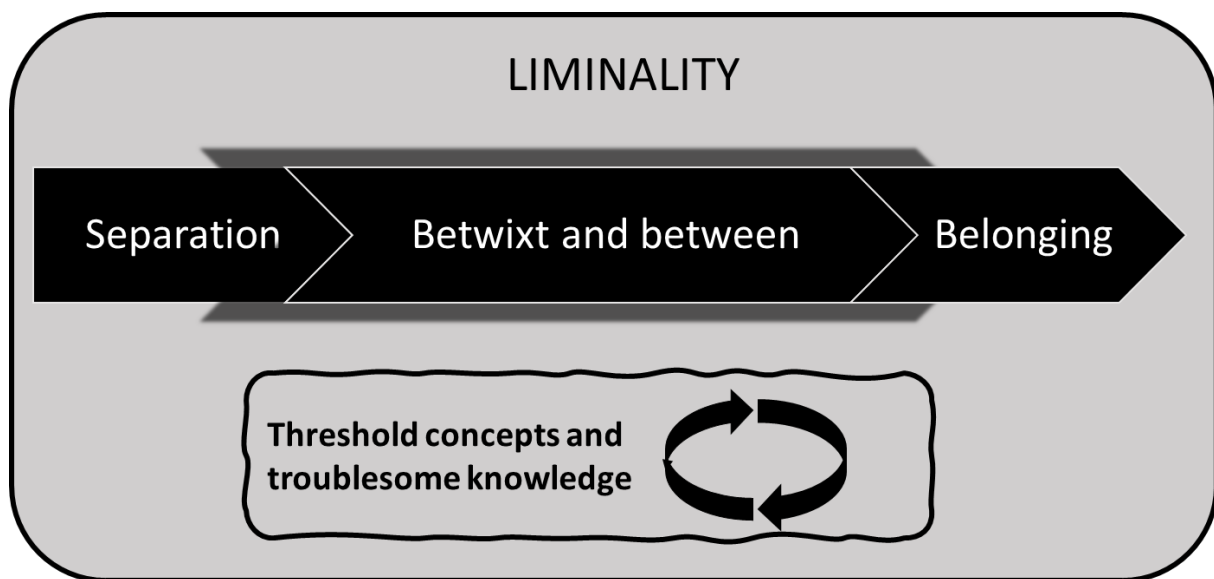 LIMINALITY
Separation
Betwixt and between
Belonging
Threshold concepts and
troublesome knowledge